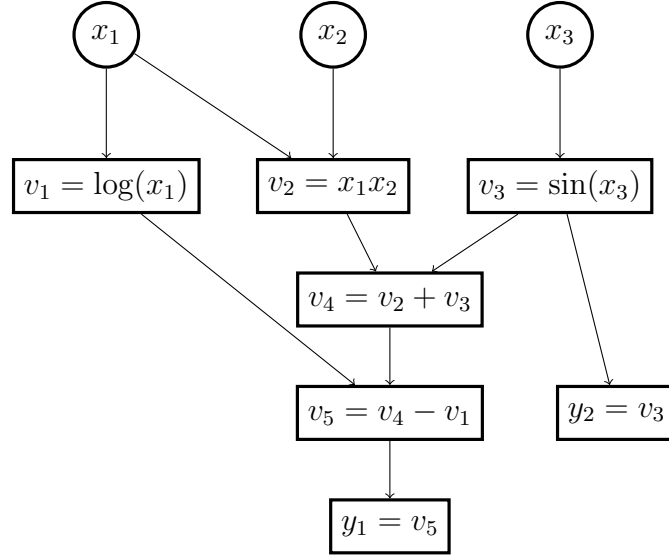 x₁ x₂ x₃
v₁ = log(x₁) v₂ = x₁x₂ v₃ = sin(x₃)
v₄ = v₂ + v₃
v₅ = v₄ − v₁ y₂ = v₃
y₁ = v₅